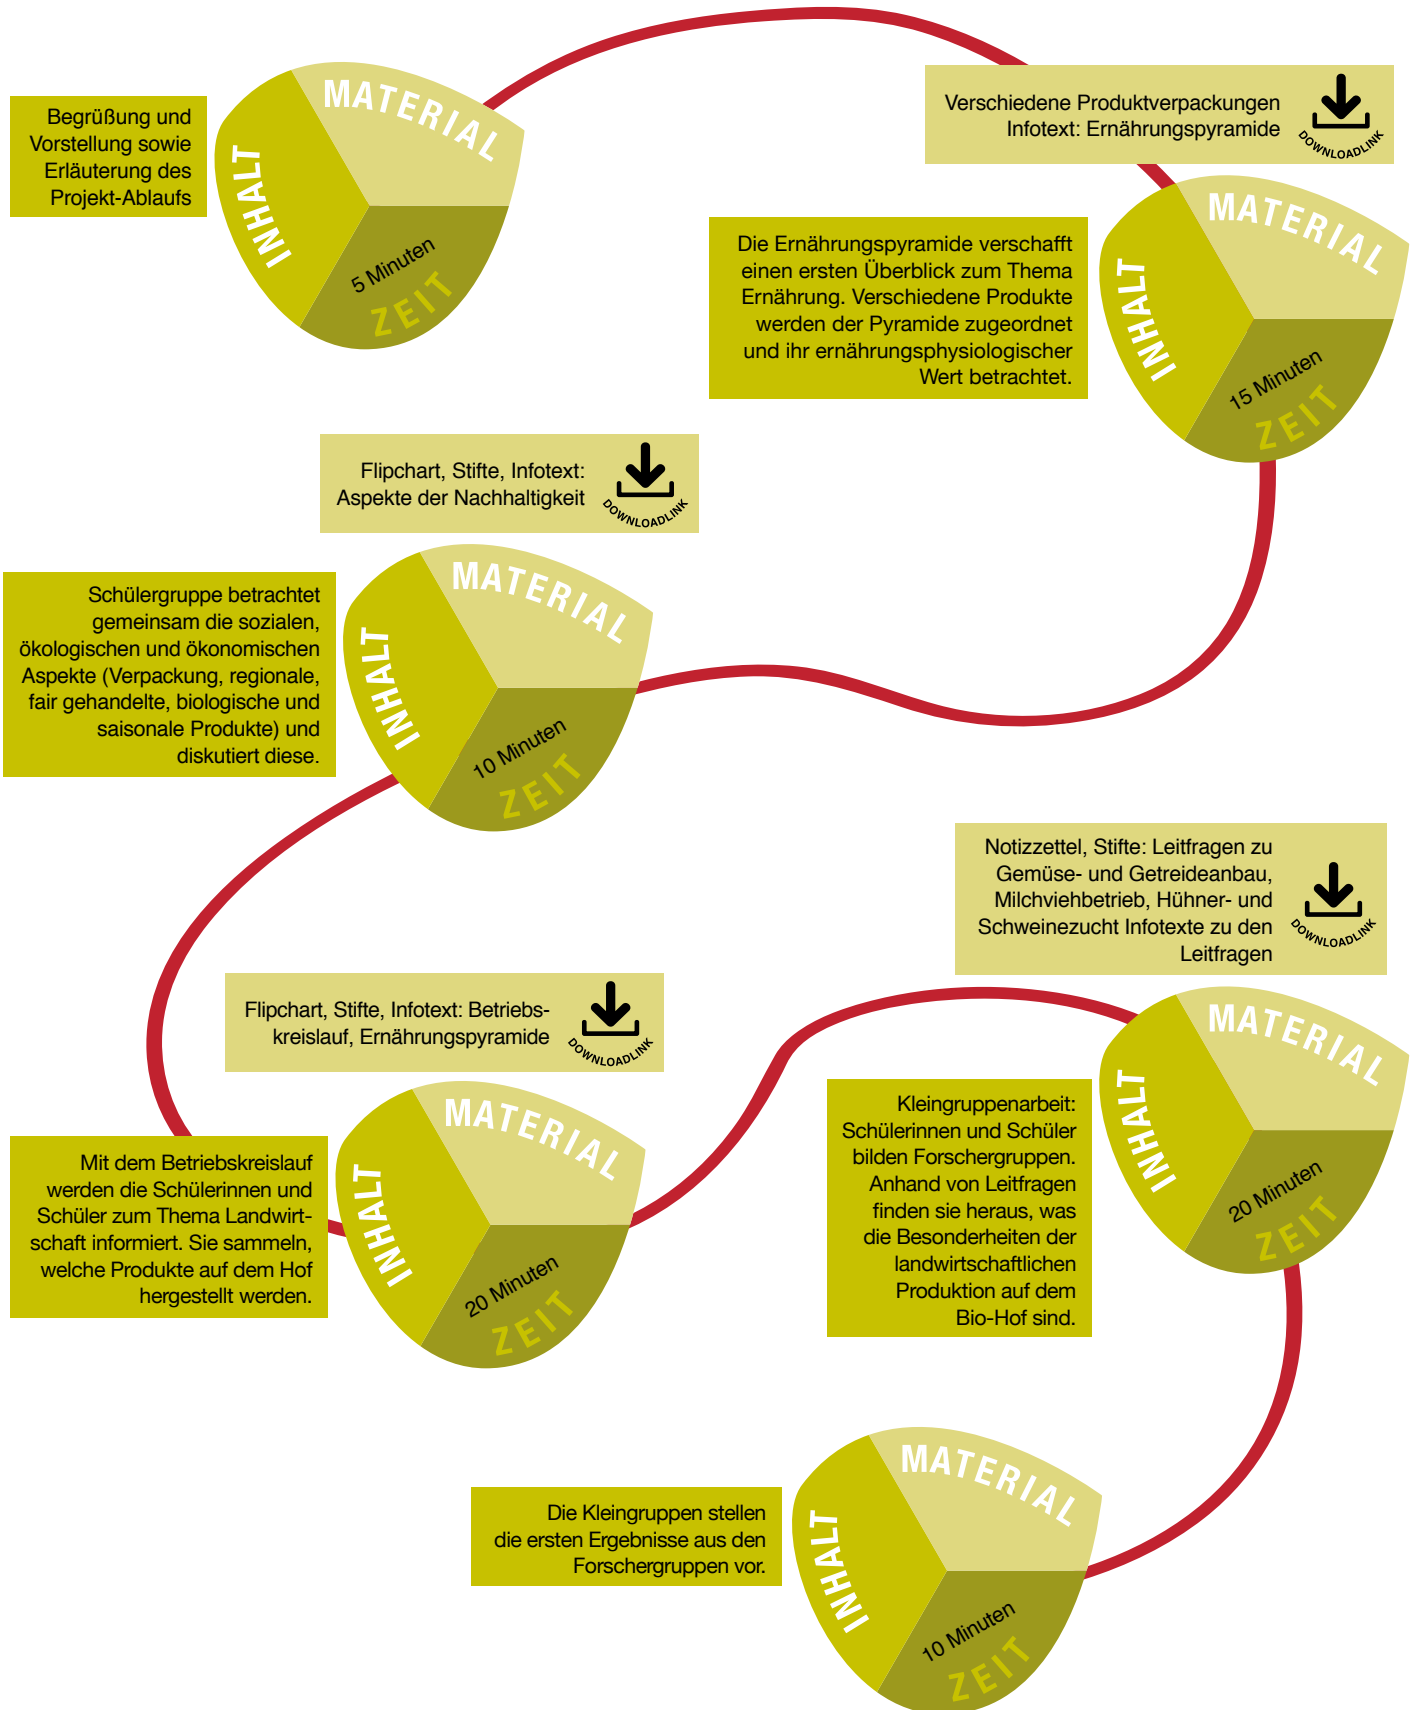 Begrüßung und
Vorstellung sowie
Erläuterung des
Projekt-Ablaufs
MATERIAL
INHALT
5 Minuten
ZEIT
Verschiedene Produktverpackungen
Infotext: Ernährungspyramide
DOWNLOADLINK
Die Ernährungspyramide verschafft
einen ersten Überblick zum Thema
Ernährung. Verschiedene Produkte
werden der Pyramide zugeordnet
und ihr ernährungsphysiologischer
Wert betrachtet.
MATERIAL
INHALT
15 Minuten
ZEIT
Flipchart, Stifte, Infotext:
Aspekte der Nachhaltigkeit
DOWNLOADLINK
Schülergruppe betrachtet
gemeinsam die sozialen,
ökologischen und ökonomischen
Aspekte (Verpackung, regionale,
fair gehandelte, biologische und
saisonale Produkte) und
diskutiert diese.
MATERIAL
INHALT
10 Minuten
ZEIT
Flipchart, Stifte, Infotext: Betriebs-
kreislauf, Ernährungspyramide
DOWNLOADLINK
Mit dem Betriebskreislauf
werden die Schülerinnen und
Schüler zum Thema Landwirt-
schaft informiert. Sie sammeln,
welche Produkte auf dem Hof
hergestellt werden.
MATERIAL
INHALT
20 Minuten
ZEIT
Notizzettel, Stifte: Leitfragen zu
Gemüse- und Getreideanbau,
Milchviehbetrieb, Hühner- und
Schweinezucht Infotexte zu den
Leitfragen
DOWNLOADLINK
Kleingruppenarbeit:
Schülerinnen und Schüler
bilden Forschergruppen.
Anhand von Leitfragen
finden sie heraus, was
die Besonderheiten der
landwirtschaftlichen
Produktion auf dem
Bio-Hof sind.
MATERIAL
INHALT
20 Minuten
ZEIT
Die Kleingruppen stellen
die ersten Ergebnisse aus den
Forschergruppen vor.
MATERIAL
INHALT
10 Minuten
ZEIT